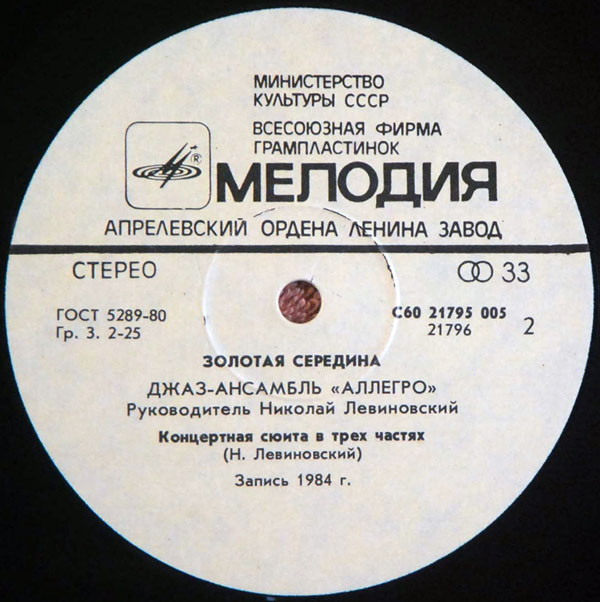 МИНИСТЕРСТВО
КУЛЬТУРЫ СССР
ВСЕСОЮЗНАЯ ФИРМА
ГРАМПЛАСТИНОК
®
МЕЛОДИЯ
АПРЕЛЕВСКИЙ ОРДЕНА ЛЕНИНА ЗАВОД
СТЕРЕО
33
ГОСТ 5289-80
Гр. 3. 2-25
С60 21795 005
21796
2
ЗОЛОТАЯ СЕРЕДИНА
ДЖАЗ-АНСАМБЛЬ «АЛЛЕГРО»
Руководитель Николай Левиновский
Концертная сюита в трех частях
(Н. Левиновский)
Запись 1984 г.